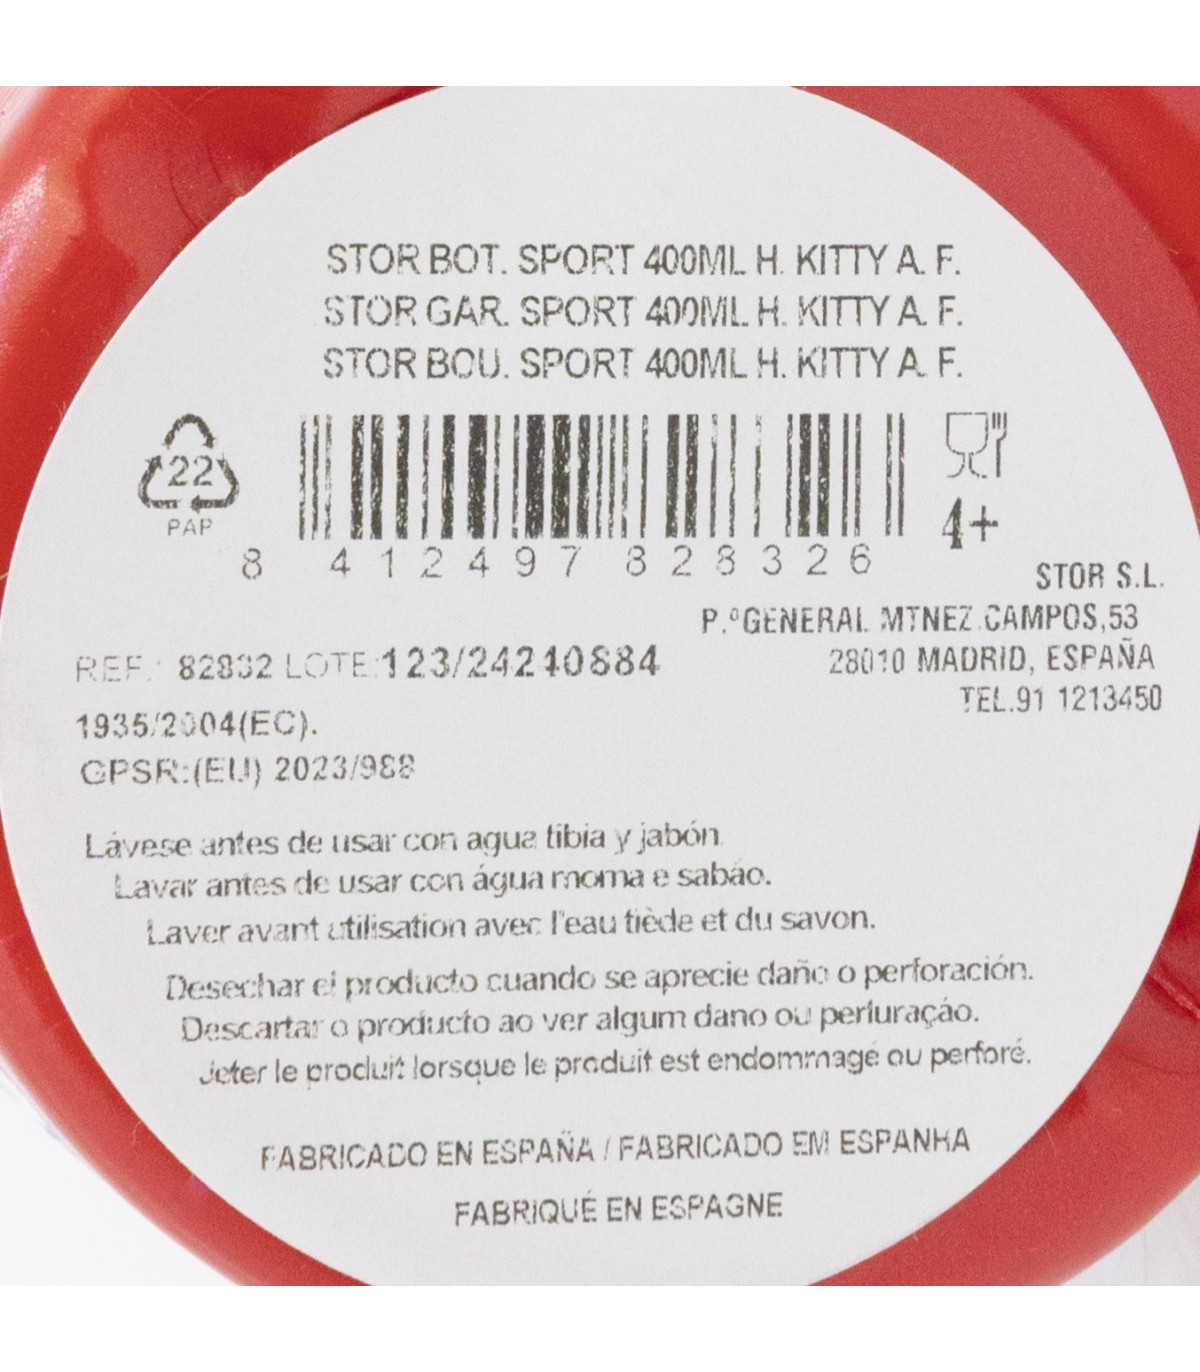 STOR BOT. SPORT 400ML H. KITTY A. F.
STOR GAR. SPORT 400ML H. KITTY A. F.
STOR BOU. SPORT 400ML H. KITTY A. F.
22
PAP
8 412497 828326
4+
STOR S.L.
P.ºGENERAL MTNEZ.CAMPOS,53
28010 MADRID, ESPAÑA
TEL.91 1213450
REF.: 82832 LOTE:123/24240884
1935/2004(EC).
GPSR:(EU) 2023/988
Lávese antes de usar con agua tibia y jabón.
Lavar antes de usar con água morna e sabão.
Laver avant utilisation avec l'eau tiède et du savon.
Desechar el producto cuando se aprecie daño o perforación.
Descartar o producto ao ver algum dano ou perfuração.
Jeter le produit lorsque le produit est endommagé ou perforé.
FABRICADO EN ESPAÑA / FABRICADO EM ESPANHA
FABRIQUÉ EN ESPAGNE